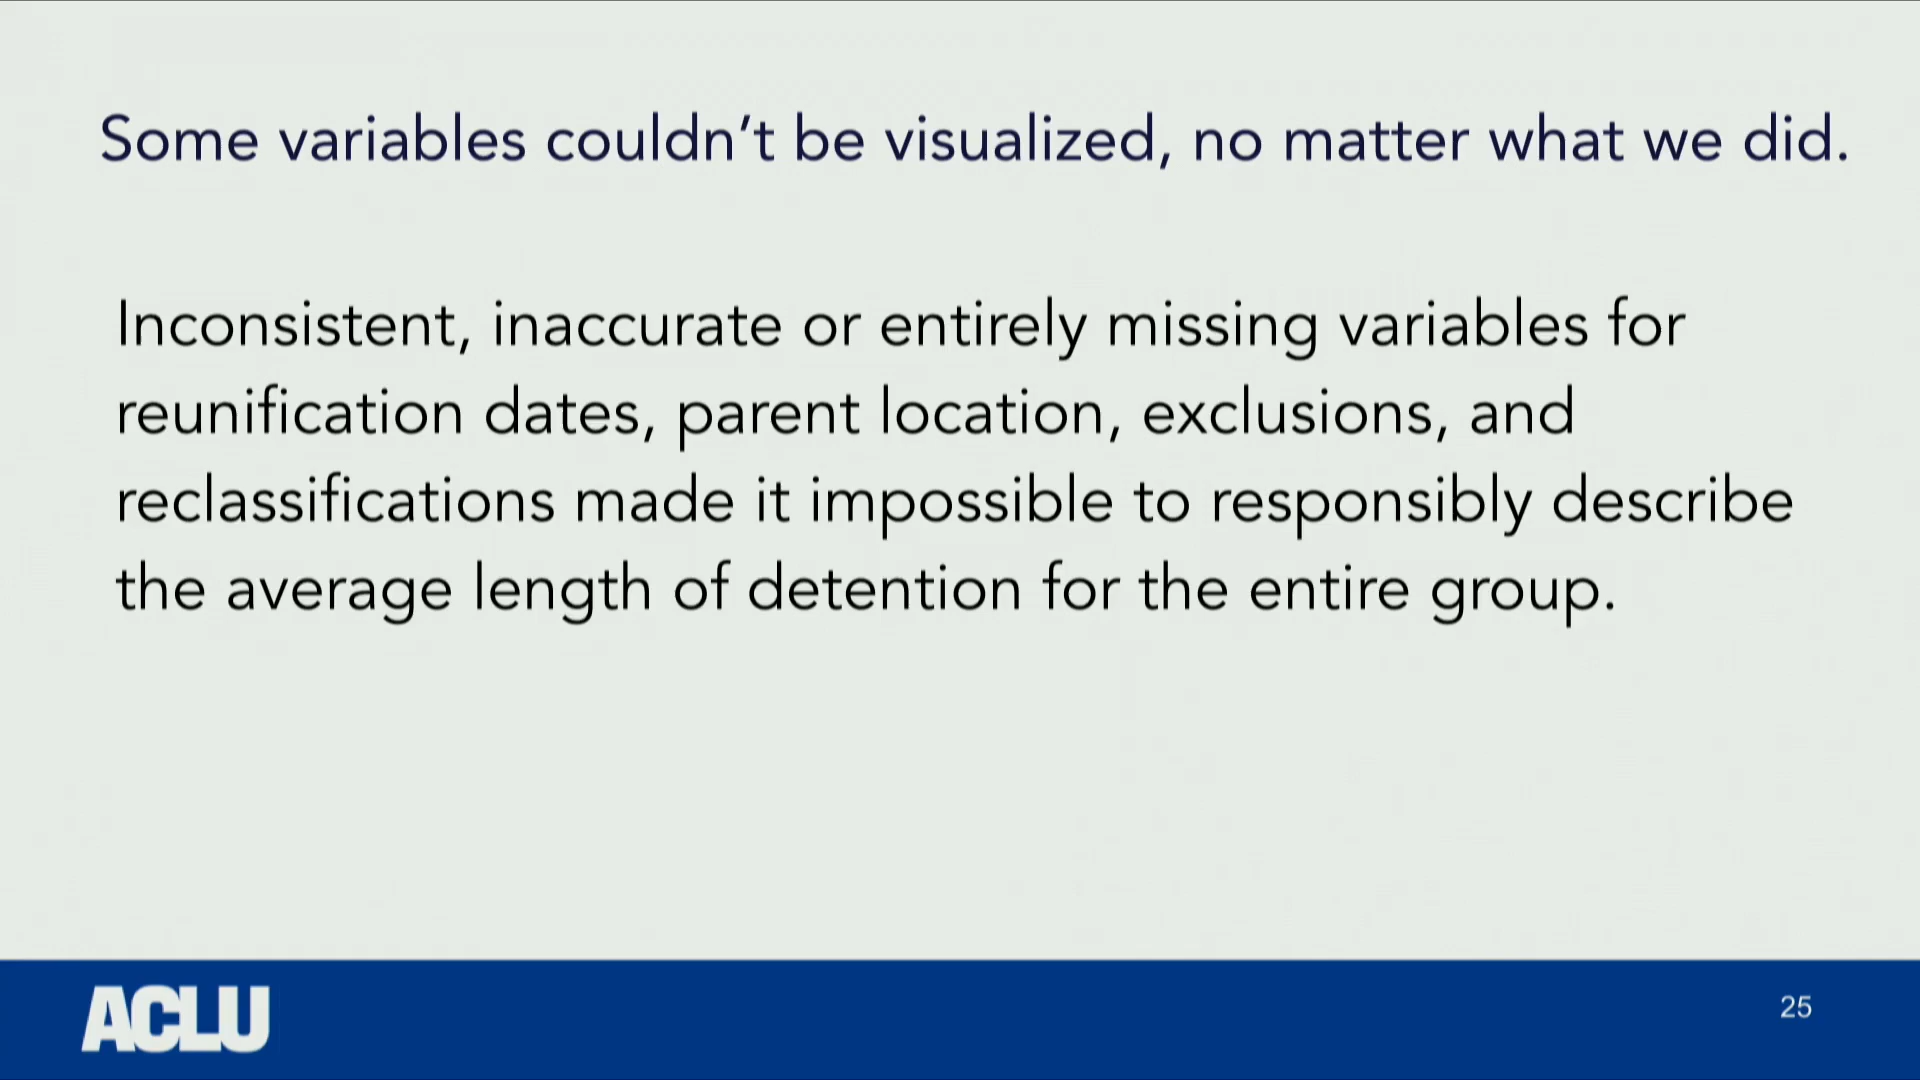 Some variables couldn’t be visualized, no matter what we did.
Inconsistent, inaccurate or entirely missing variables for
reunification dates, parent location, exclusions, and
reclassifications made it impossible to responsibly describe
the average length of detention for the entire group.
ACLU
25